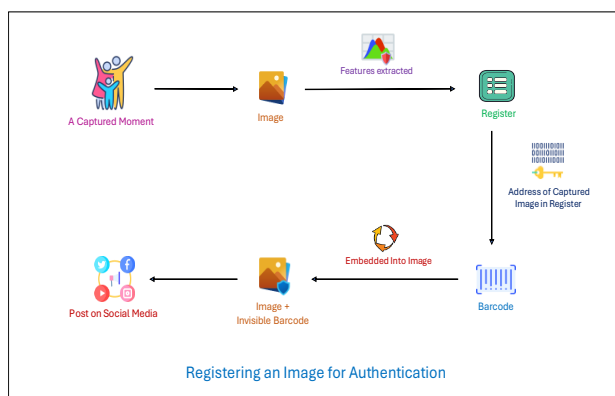 Features extracted
A Captured Moment
Image
Register
Address of Captured
Image in Register
Embedded Into Image
Post on Social Media
Image +
Invisible Barcode
Barcode
Registering an Image for Authentication